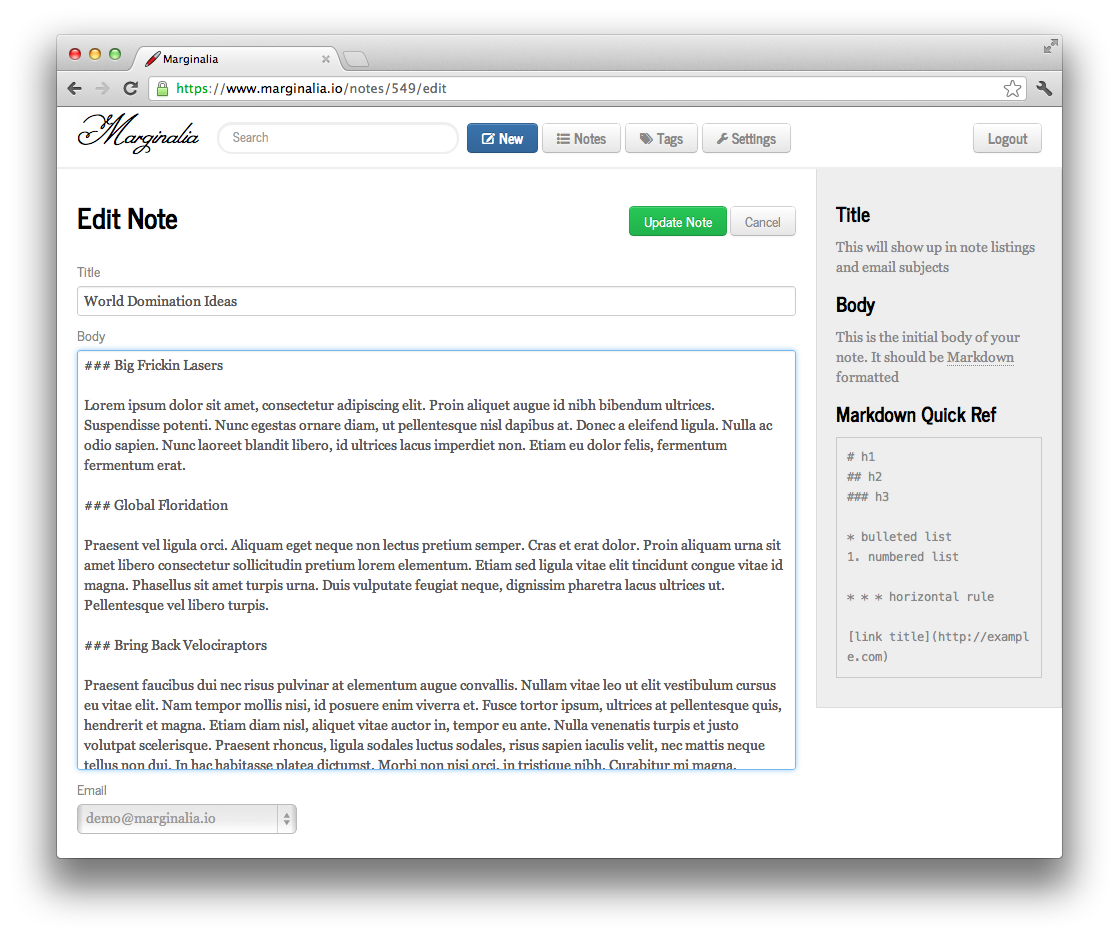 Marginalia
https://www.marginalia.io/notes/549/edit
Marginalia
Search
New
Notes
Tags
Settings
Logout
Edit Note
Update Note
Cancel
Title
World Domination Ideas
Body
### Big Frickin Lasers
Lorem ipsum dolor sit amet, consectetur adipiscing elit. Proin aliquet augue id nibh bibendum ultrices.
Suspendisse potenti. Nunc egestas ornare diam, ut pellentesque nisl dapibus at. Donec a eleifend ligula. Nulla ac
odio sapien. Nunc laoreet blandit libero, id ultrices lacus imperdiet non. Etiam eu dolor felis, fermentum
fermentum erat.
### Global Floridation
Praesent vel ligula orci. Aliquam eget neque non lectus pretium semper. Cras et erat dolor. Proin aliquam urna sit
amet libero consectetur sollicitudin pretium lorem elementum. Etiam sed ligula vitae elit tincidunt congue vitae id
magna. Phasellus sit amet turpis urna. Duis vulputate feugiat neque, dignissim pharetra lacus ultrices ut.
Pellentesque vel libero turpis.
### Bring Back Velociraptors
Praesent faucibus dui nec risus pulvinar at elementum augue convallis. Nullam vitae leo ut elit vestibulum cursus
eu vitae elit. Nam tempor mollis nisi, id posuere enim viverra et. Fusce tortor ipsum, ultrices at pellentesque quis,
hendrerit et magna. Etiam diam nisl, aliquet vitae auctor in, tempor eu ante. Nulla venenatis turpis et justo
volutpat scelerisque. Praesent rhoncus, ligula sodales luctus sodales, risus sapien iaculis velit, nec mattis neque
tellus non dui. In hac habitasse platea dictumst. Morbi non nisi orci, in tristique nibh. Curabitur mi magna,
Email
demo@marginalia.io
Title
This will show up in note listings
and email subjects
Body
This is the initial body of your
note. It should be Markdown
formatted
Markdown Quick Ref
# h1
## h2
### h3
* bulleted list
1. numbered list
* * * horizontal rule
[link title](http://exampl
e.com)